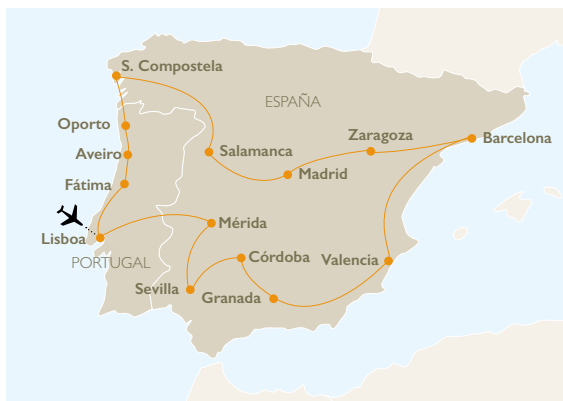 S. Compostela
ESPAÑA
Oporto
Zaragoza
Barcelona
Aveiro
Salamanca
Madrid
Fátima
Mérida
Lisboa
PORTUGAL
Córdoba
Valencia
Sevilla
Granada